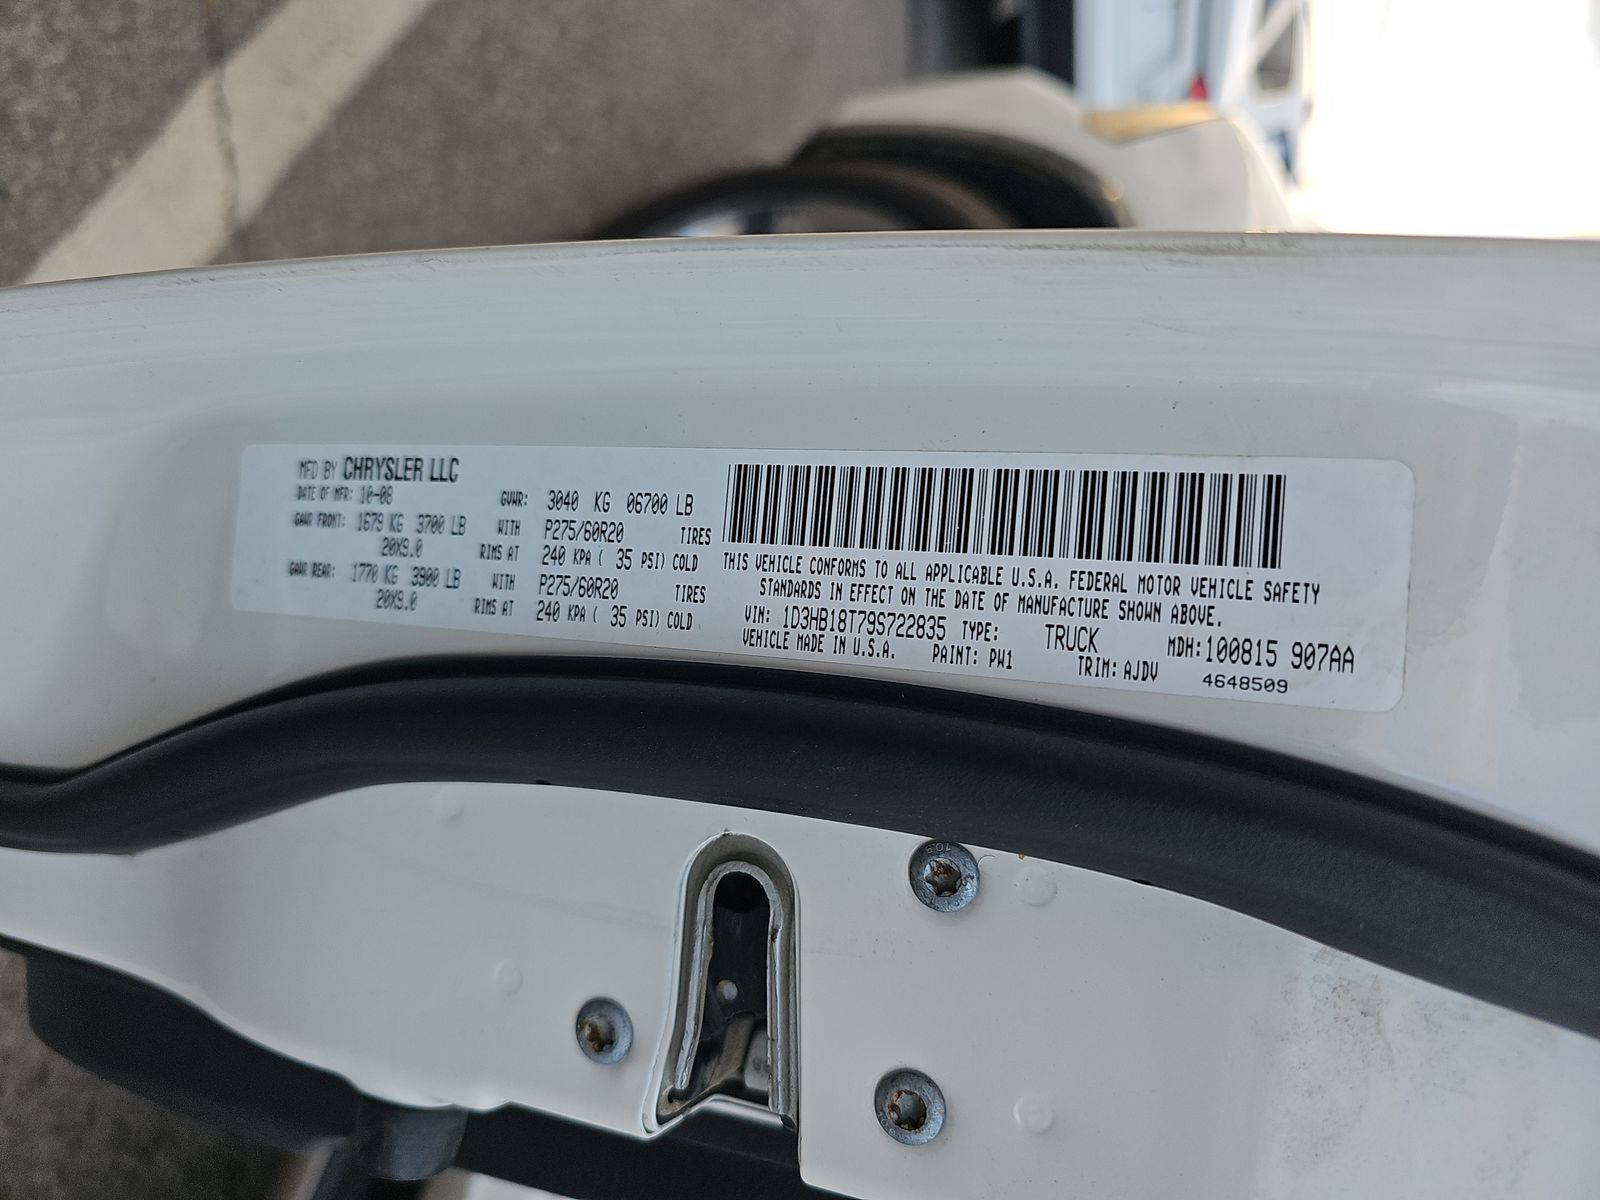 MFD BY CHRYSLER LLC
DATE OF MFR: 10-08 GVWR: 3040 KG 06700 LB
GAWR FRONT: 1679 KG 3700 LB WITH P275/60R20 TIRES
20X9.0 RIMS AT 240 KPA ( 35 PSI) COLD
GAWR REAR: 1770 KG 3900 LB WITH P275/60R20 TIRES
20X9.0 RIMS AT 240 KPA ( 35 PSI) COLD
THIS VEHICLE CONFORMS TO ALL APPLICABLE U.S.A. FEDERAL MOTOR VEHICLE SAFETY
STANDARDS IN EFFECT ON THE DATE OF MANUFACTURE SHOWN ABOVE.
VIN: 1D3HB18T79S722835 TYPE: TRUCK MDH: 100815 907AA
VEHICLE MADE IN U.S.A. PAINT: PW1 TRIM: AJDV 4648509
10.9